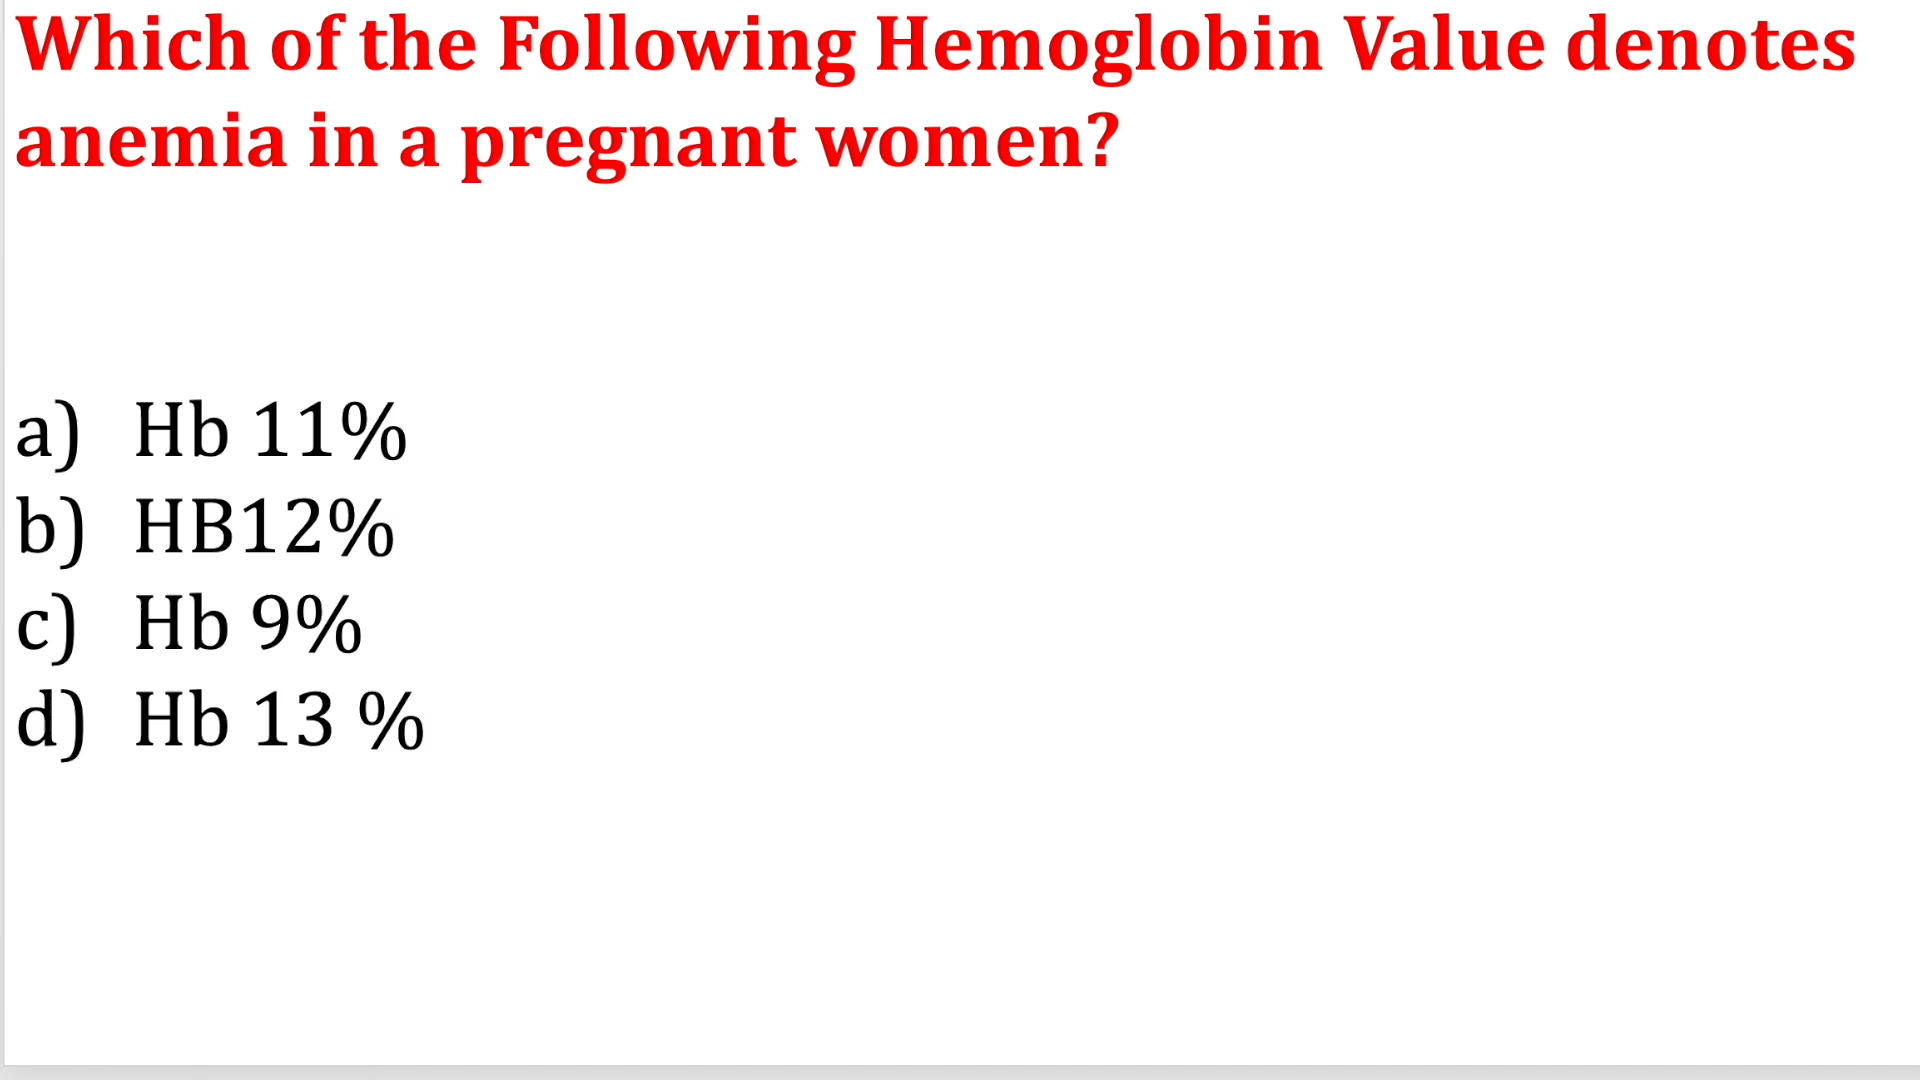 Which of the Following Hemoglobin Value denotes
anemia in a pregnant women?
a) Hb 11%
b) HB12%
c) Hb 9%
d) Hb 13 %